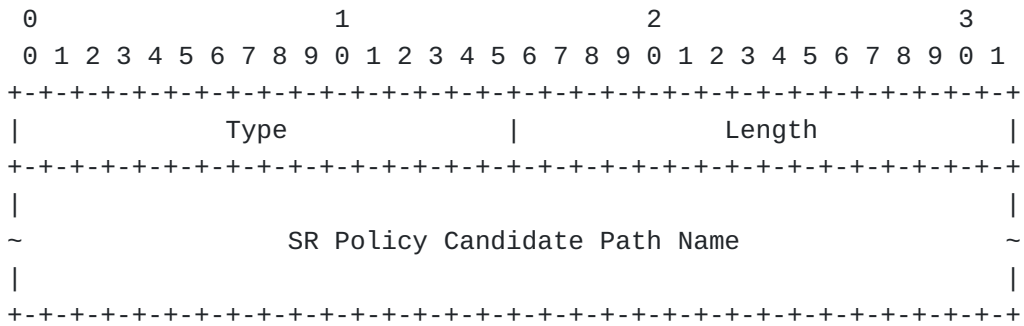 0                   1                   2                   3
 0 1 2 3 4 5 6 7 8 9 0 1 2 3 4 5 6 7 8 9 0 1 2 3 4 5 6 7 8 9 0 1
+-+-+-+-+-+-+-+-+-+-+-+-+-+-+-+-+-+-+-+-+-+-+-+-+-+-+-+-+-+-+-+-+
|             Type              |             Length            |
+-+-+-+-+-+-+-+-+-+-+-+-+-+-+-+-+-+-+-+-+-+-+-+-+-+-+-+-+-+-+-+-+
|                                                               |
~                 SR Policy Candidate Path Name                 ~
|                                                               |
+-+-+-+-+-+-+-+-+-+-+-+-+-+-+-+-+-+-+-+-+-+-+-+-+-+-+-+-+-+-+-+-+